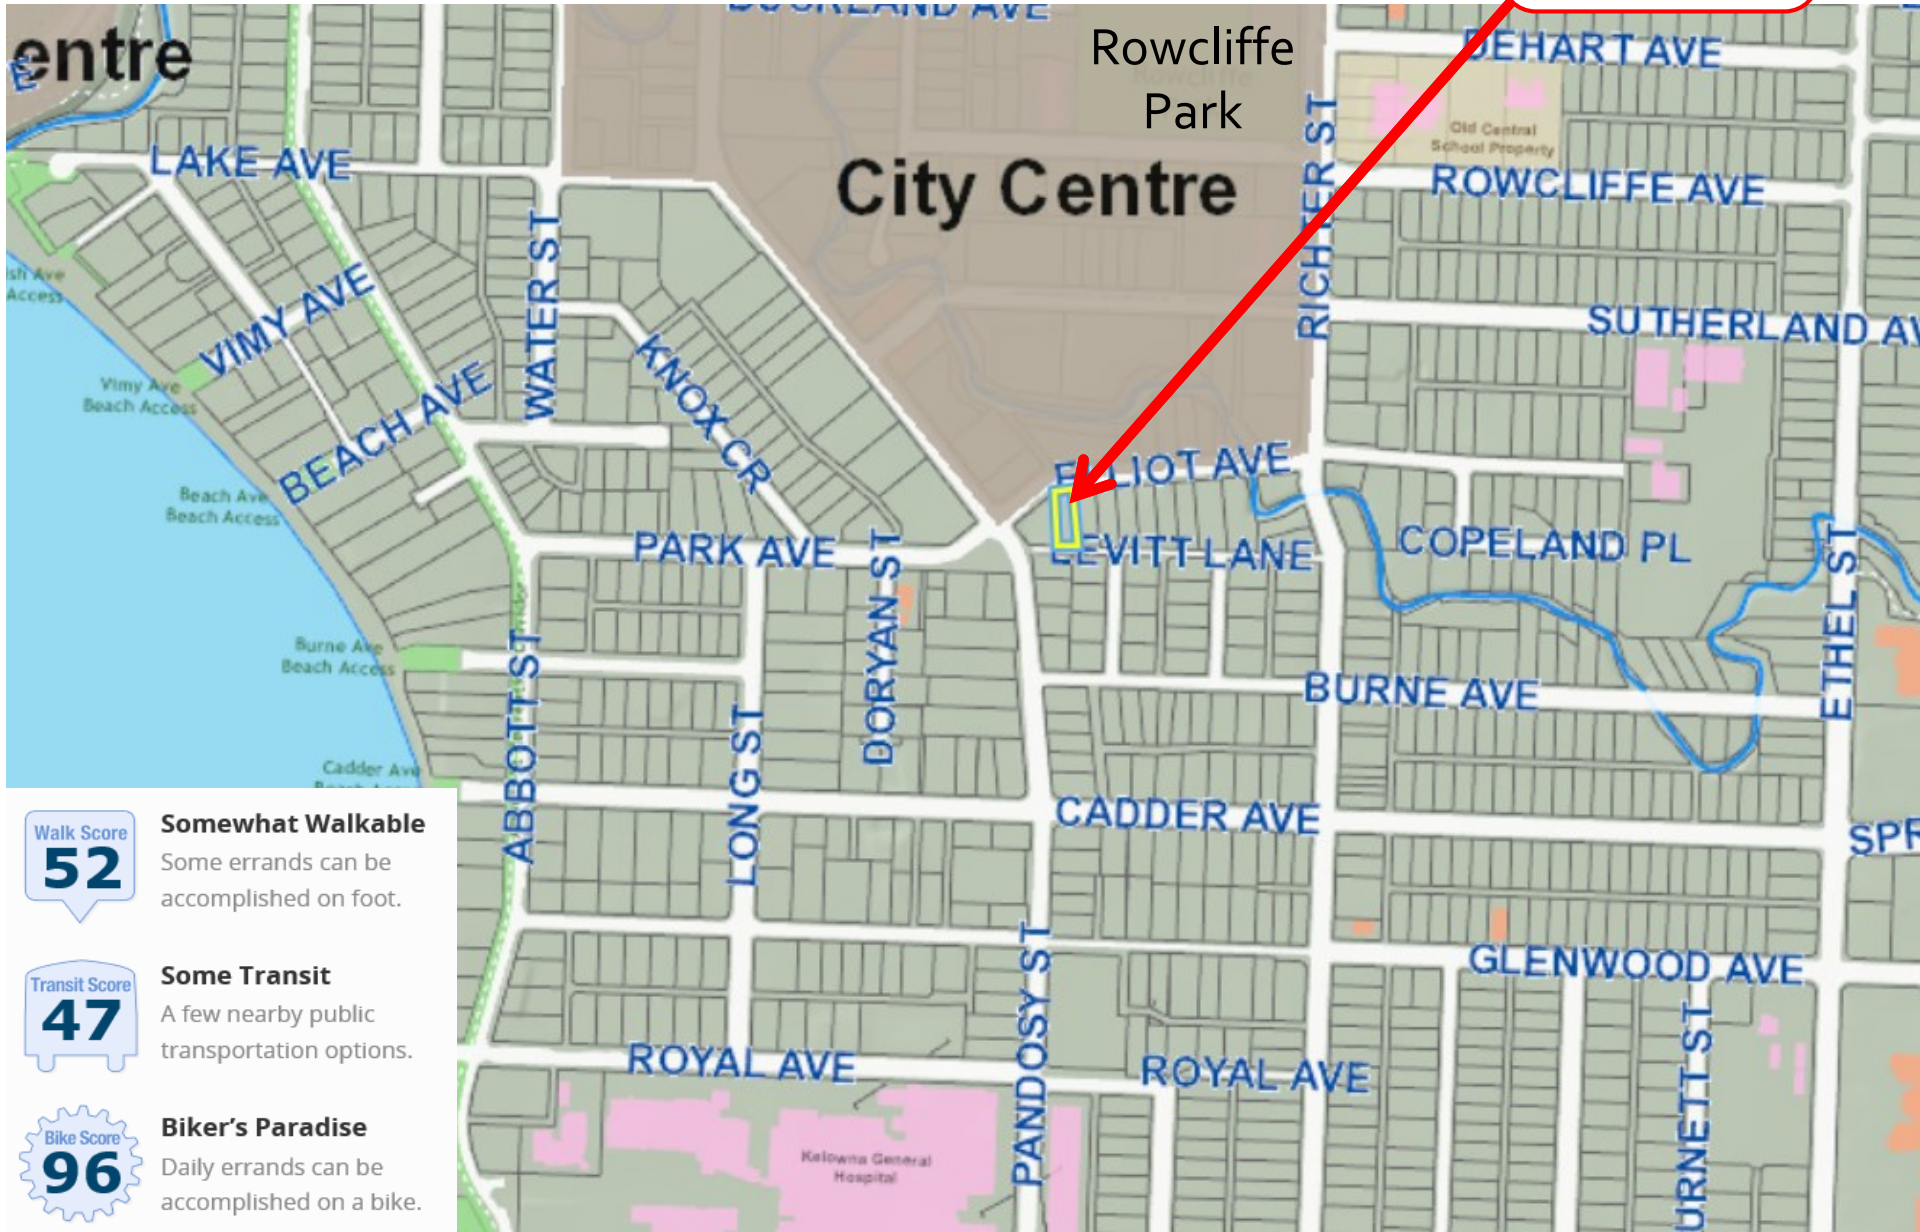 BUCKLAND AVE
Rowcliffe
Park
DEHART AVE
entre
E
Old Central
School Property
LAKE AVE
City Centre
RICHTER ST
ROWCLIFFE AVE
Access
VIMY AVE
WATER ST
SUTHERLAND AV
Vimy Ave
Beach Access
BEACH AVE
KNOX CR
ELLIOT AVE
Beach Ave
Beach Access
PARK AVE
DORYAN ST
LEVITT LANE
COPELAND PL
ETHEL ST
Burne Ave
Beach Access
ABBOTT ST
LONG ST
BURNE AVE
Cadder Ave
CADDER AVE
SPR
Walk Score
52
Somewhat Walkable
Some errands can be
accomplished on foot.
PANDOSY ST
GLENWOOD AVE
Transit Score
47
Some Transit
A few nearby public
transportation options.
ROYAL AVE
ROYAL AVE
URNETT ST
Bike Score
96
Biker's Paradise
Daily errands can be
accomplished on a bike.
Kelowna General
Hospital